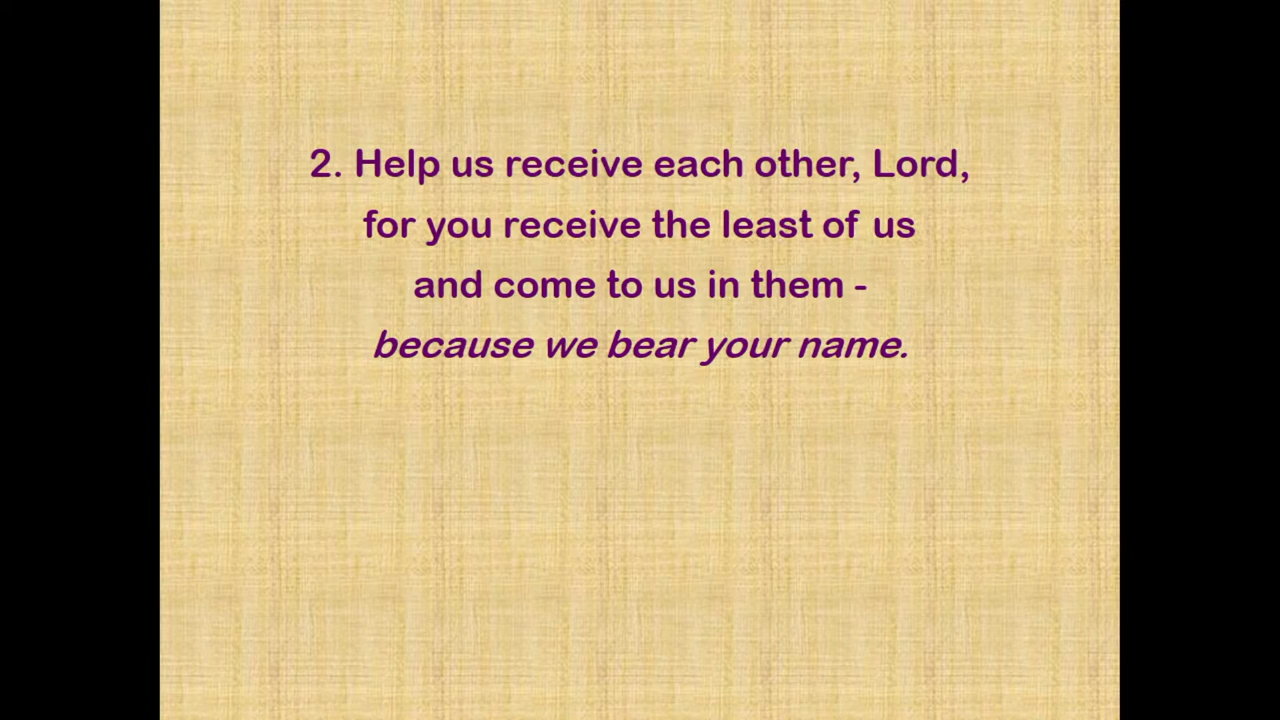 2. Help us receive each other, Lord,
for you receive the least of us
and come to us in them -
because we bear your name.